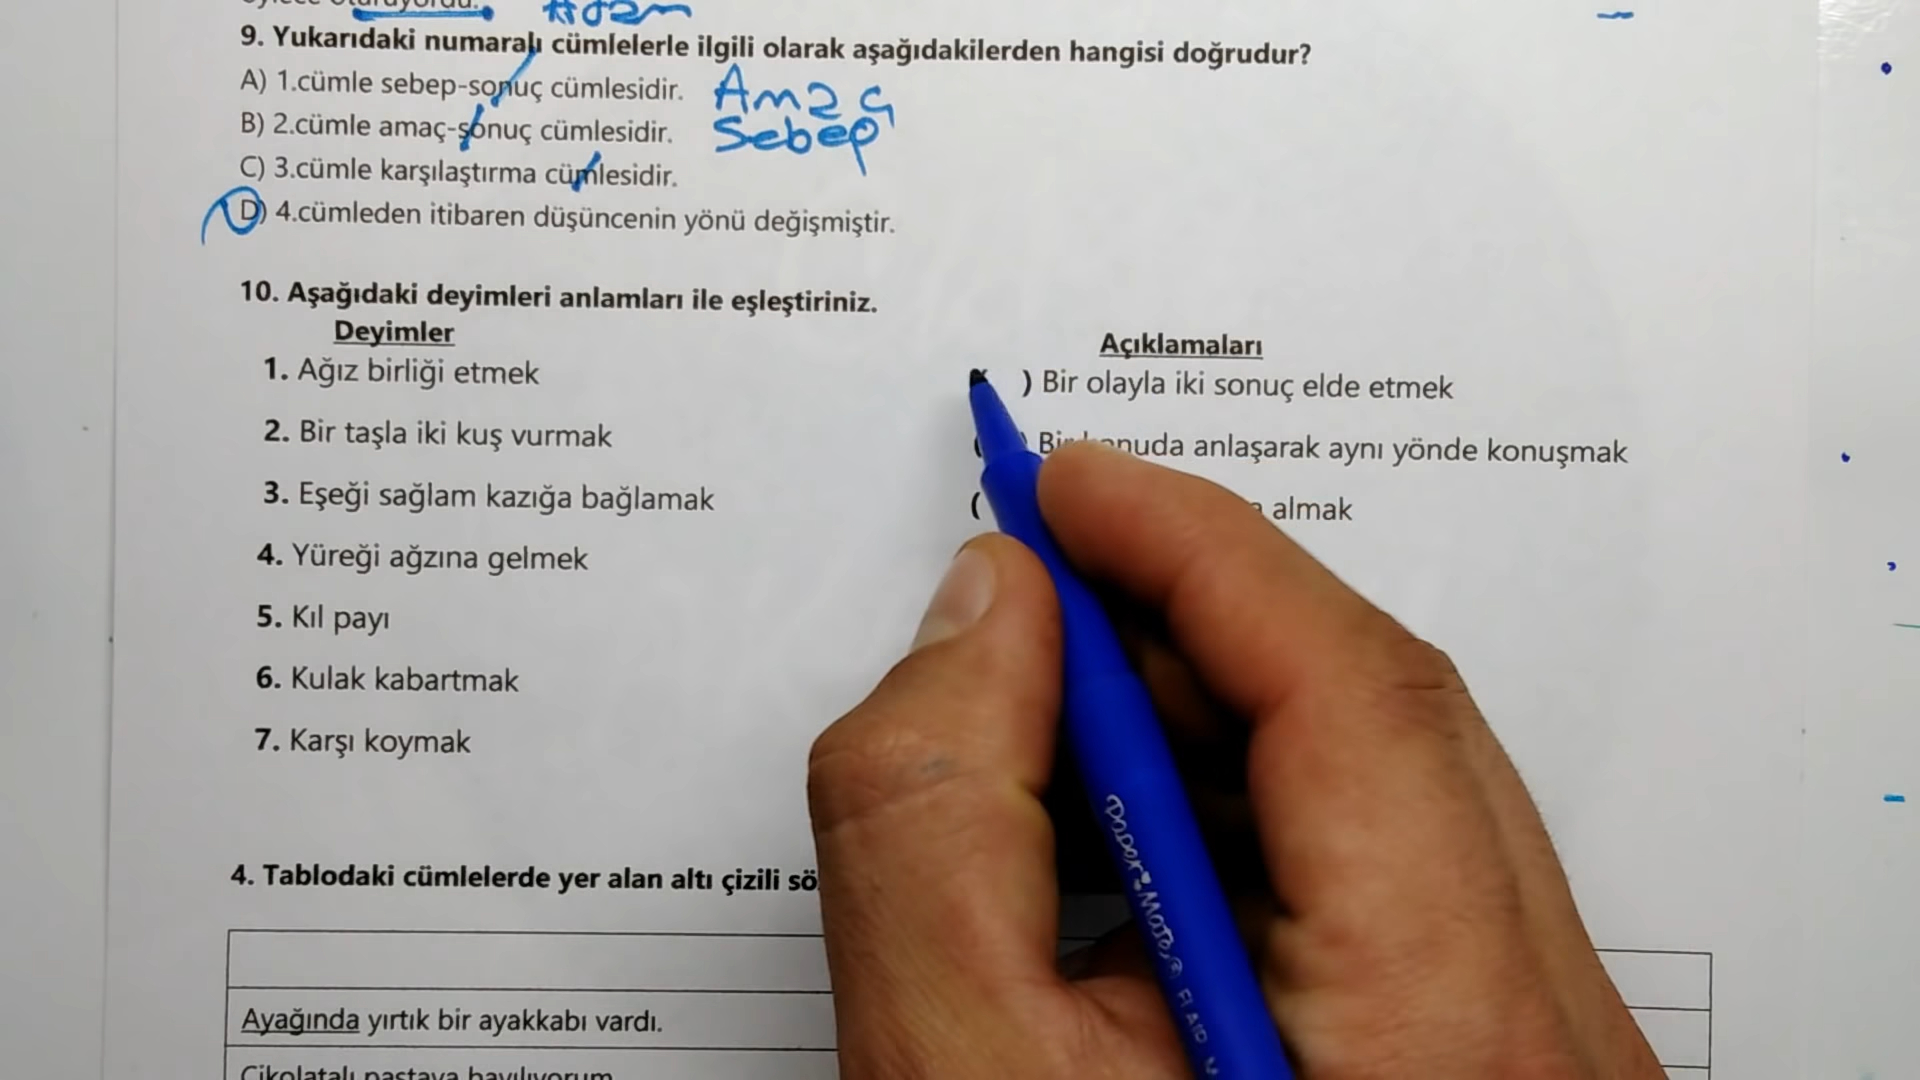 oturuyordu.
9. Yukarıdaki numaralı cümlelerle ilgili olarak aşağıdakilerden hangisi doğrudur?
A) 1.cümle sebep-sonuç cümlesidir. Amaç
B) 2.cümle amaç-sonuç cümlesidir. Sebep
C) 3.cümle karşılaştırma cümlesidir.
D) 4.cümleden itibaren düşüncenin yönü değişmiştir.
10. Aşağıdaki deyimleri anlamları ile eşleştiriniz.
Deyimler
1. Ağız birliği etmek
2. Bir taşla iki kuş vurmak
3. Eşeği sağlam kazığa bağlamak
4. Yüreği ağzına gelmek
5. Kıl payı
6. Kulak kabartmak
7. Karşı koymak
Açıklamaları
) Bir olayla iki sonuç elde etmek
( ) Bir konuda anlaşarak aynı yönde konuşmak
( almak
4. Tablodaki cümlelerde yer alan altı çizili
Ayağında yırtık bir ayakkabı vardı.
Çikolatalı pastaya bayılıyorum
Paper Mate® FLAIR M